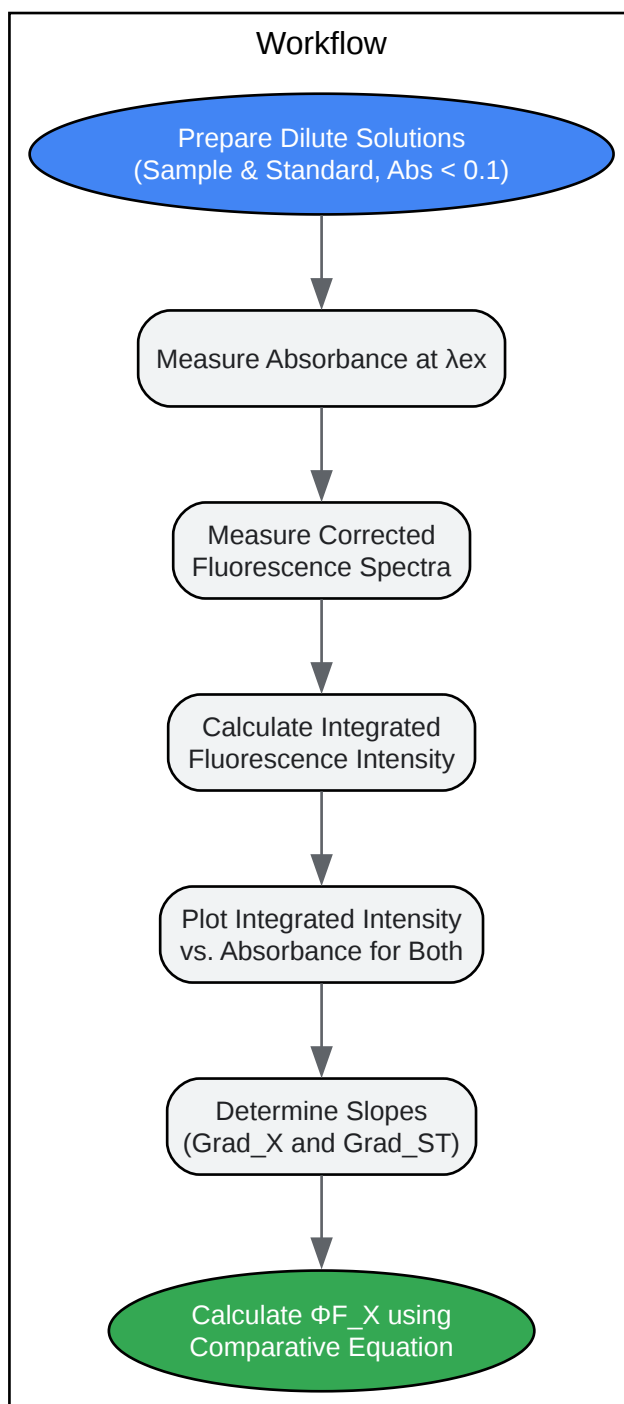 Workflow
Prepare Dilute Solutions
(Sample & Standard, Abs < 0.1)
Measure Absorbance at λex
Measure Corrected
Fluorescence Spectra
Calculate Integrated
Fluorescence Intensity
Plot Integrated Intensity
vs. Absorbance for Both
Determine Slopes
(Grad_X and Grad_ST)
Calculate ΦF_X using
Comparative Equation